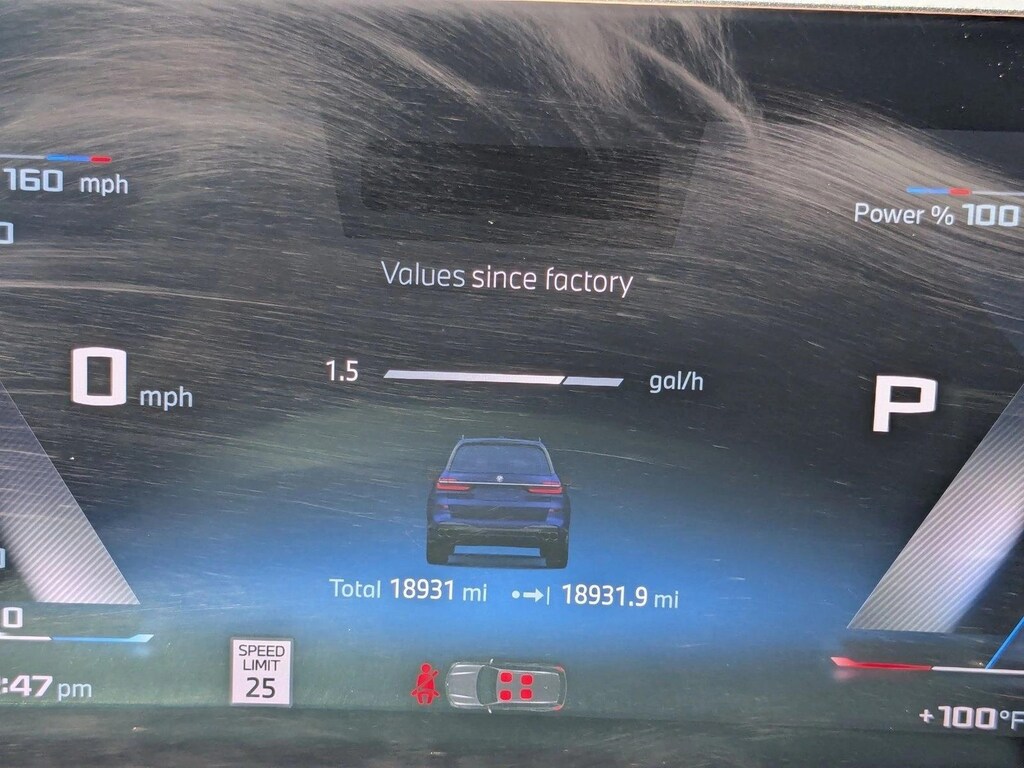 160 mph
Power % 100
Values since factory
1.5 gal/h
0 mph
P
Total 18931 mi 18931.9 mi
0
SPEED
LIMIT
25
:47 pm
+100°F